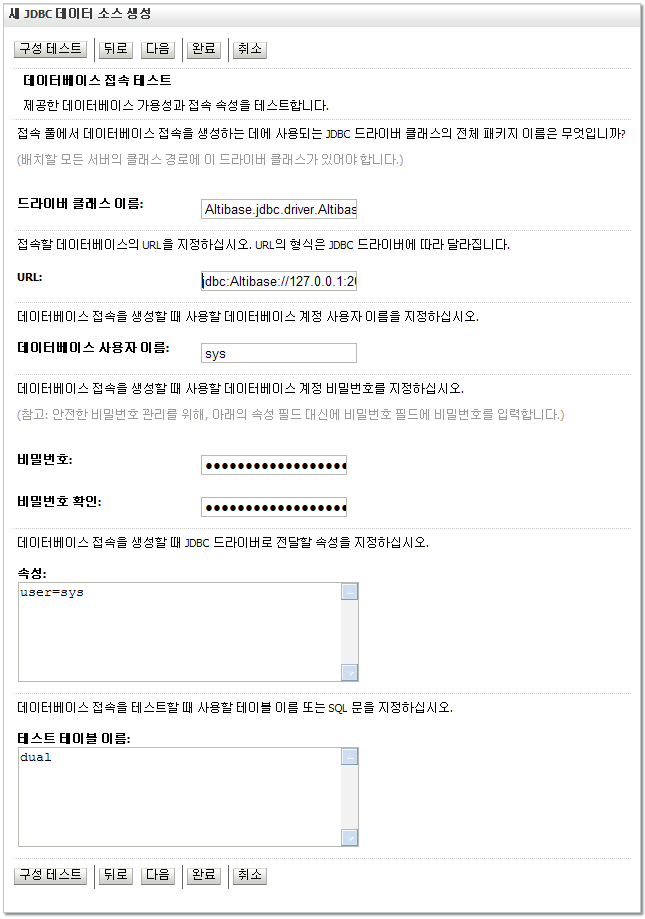 새 JDBC 데이터 소스 생성
구성 테스트 뒤로 다음 완료 취소
데이터베이스 접속 테스트
제공한 데이터베이스 가용성과 접속 속성을 테스트합니다.
접속 풀에서 데이터베이스 접속을 생성하는 데에 사용되는 JDBC 드라이버 클래스의 전체 패키지 이름은 무엇입니까?
(배치할 모든 서버의 클래스 경로에 이 드라이버 클래스가 있어야 합니다.)
드라이버 클래스 이름: Altibase.jdbc.driver.Altibas
접속할 데이터베이스의 URL을 지정하십시오. URL의 형식은 JDBC 드라이버에 따라 달라집니다.
URL: jdbc:Altibase://127.0.0.1:20
데이터베이스 접속을 생성할 때 사용할 데이터베이스 계정 사용자 이름을 지정하십시오.
데이터베이스 사용자 이름: sys
데이터베이스 접속을 생성할 때 사용할 데이터베이스 계정 비밀번호를 지정하십시오.
(참고: 안전한 비밀번호 관리를 위해, 아래의 속성 필드 대신에 비밀번호 필드에 비밀번호를 입력합니다.)
비밀번호: ●●●●●●●●●●●●●●●●●●
비밀번호 확인: ●●●●●●●●●●●●●●●●●●
데이터베이스 접속을 생성할 때 JDBC 드라이버로 전달할 속성을 지정하십시오.
속성:
user=sys
데이터베이스 접속을 테스트할 때 사용할 테이블 이름 또는 SQL 문을 지정하십시오.
테스트 테이블 이름:
dual
구성 테스트 뒤로 다음 완료 취소